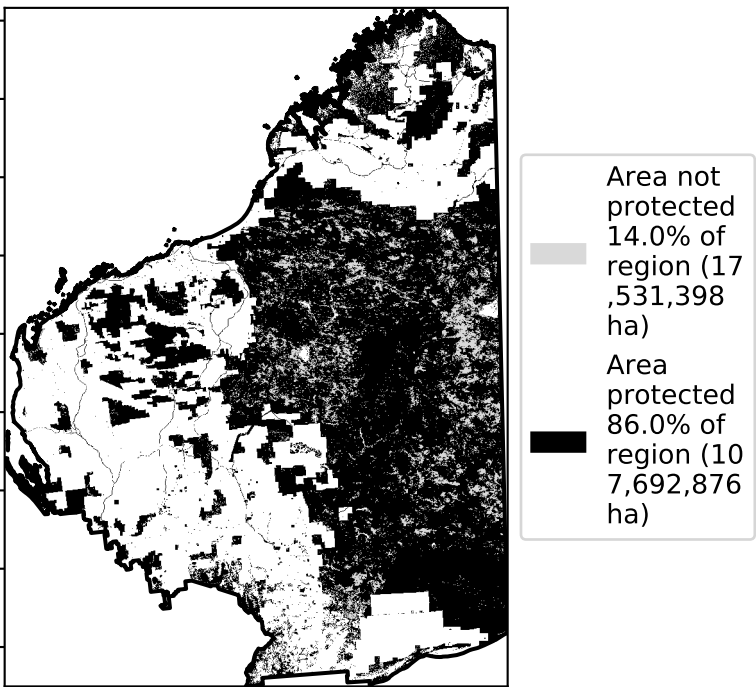 Area not
protected
14.0% of
region (17
,531,398
ha)
Area
protected
86.0% of
region (10
7,692,876
ha)